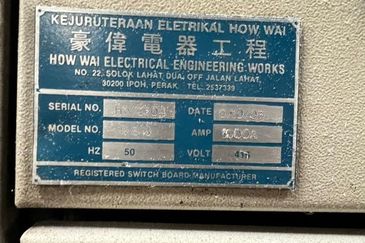 KEJURUTERAAN ELETRIKAL HOW WAI
豪偉電器工程
HOW WAI ELECTRICAL ENGINEERING WORKS
NO. 22, SOLOK LAHAT DUA, OFF JALAN LAHAT,
30200 IPOH, PERAK TEL: 2537339
SERIAL NO. DATE
MODEL NO. AMP
HZ 50 VOLT
REGISTERED SWITCH BOARD MANUFACTURER